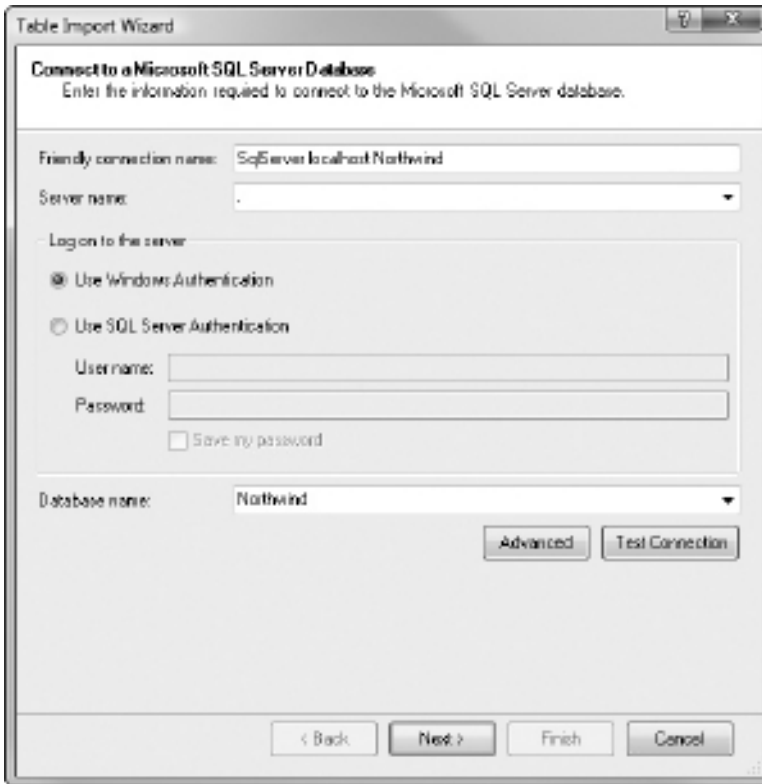 Table Import Wizard
Connect to a Microsoft SQL Server Database
Enter the information required to connect to the Microsoft SQL Server database.
Friendly connection name: SqlServer localhost Northwind
Server name: .
Log on to the server
Use Windows Authentication
Use SQL Server Authentication
User name:
Password:
Save my password
Database name: Northwind
Advanced Test Connection
< Back Next > Finish Cancel